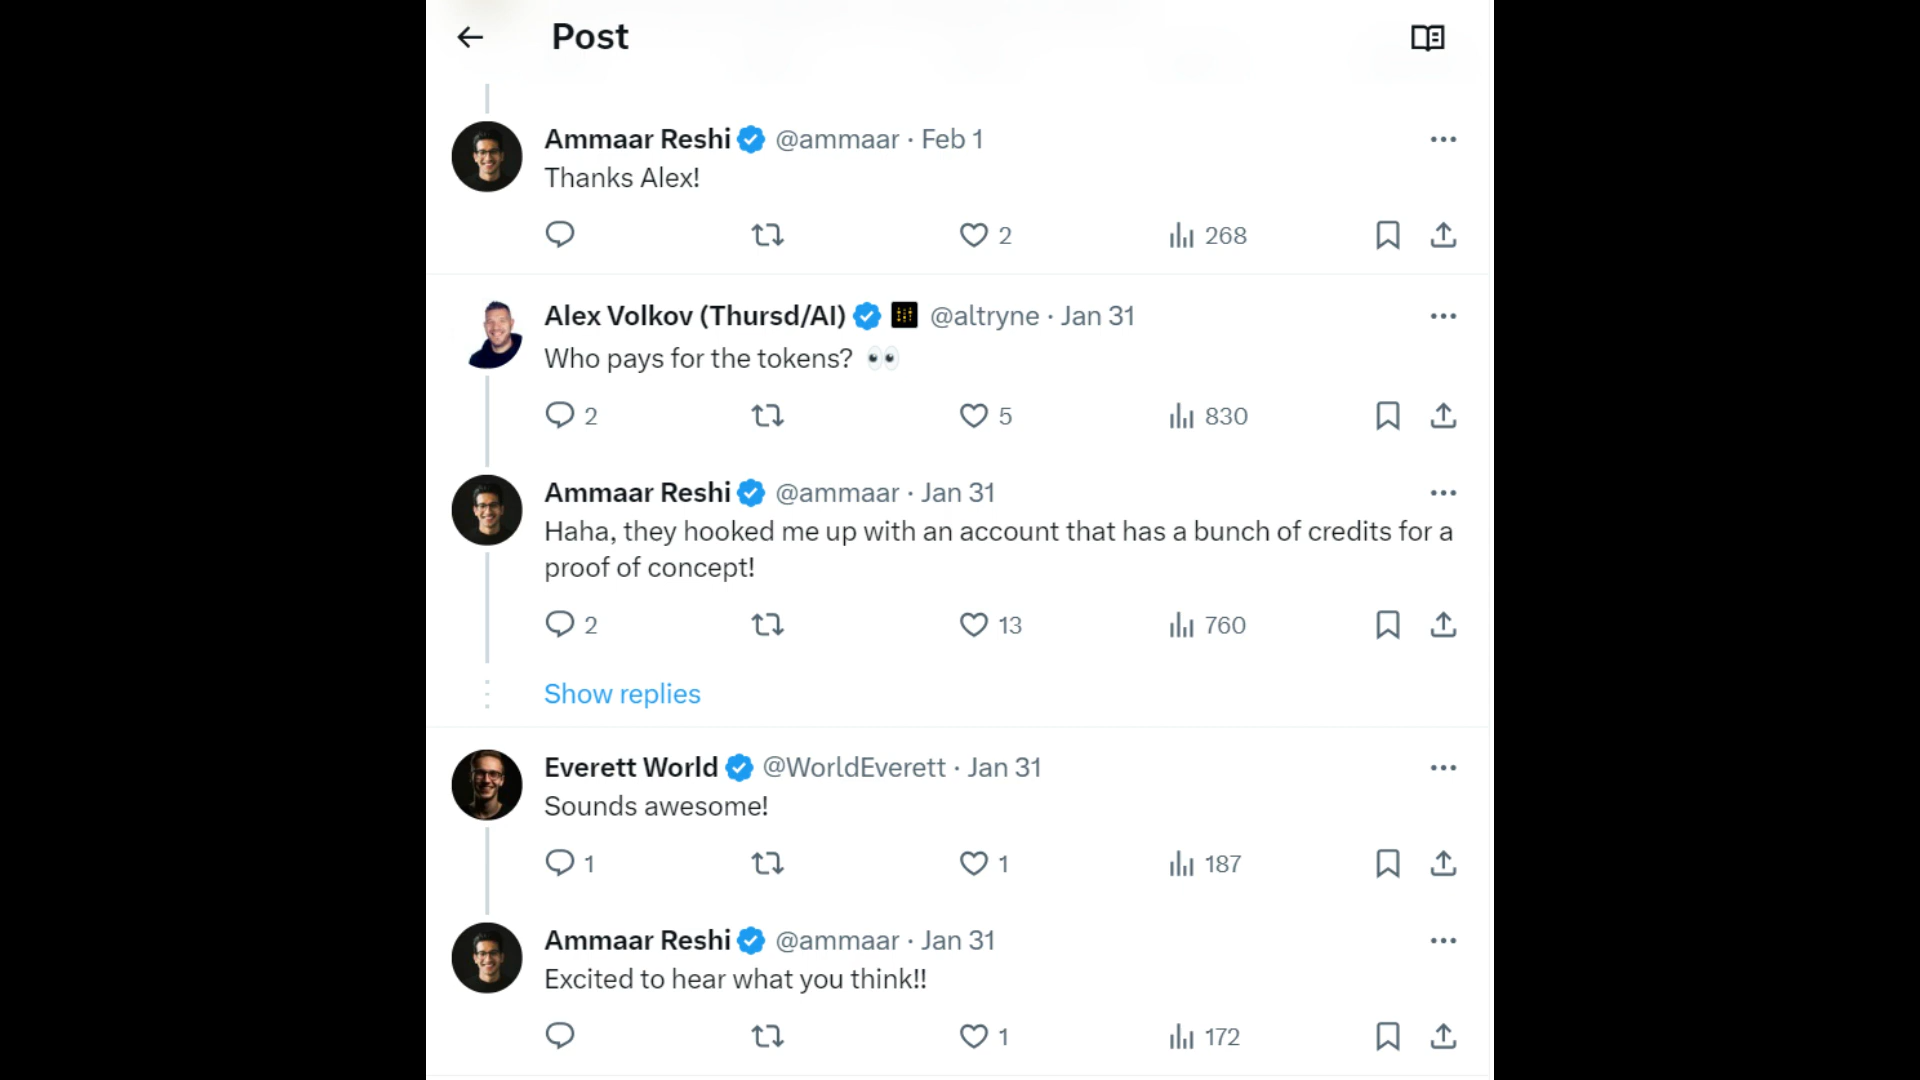 Post
Ammaar Reshi @ammaar · Feb 1
Thanks Alex!
2 268
Alex Volkov (Thursd/AI) @altryne · Jan 31
Who pays for the tokens? 👀
2 5 830
Ammaar Reshi @ammaar · Jan 31
Haha, they hooked me up with an account that has a bunch of credits for a
proof of concept!
2 13 760
Show replies
Everett World @WorldEverett · Jan 31
Sounds awesome!
1 1 187
Ammaar Reshi @ammaar · Jan 31
Excited to hear what you think!!
1 172